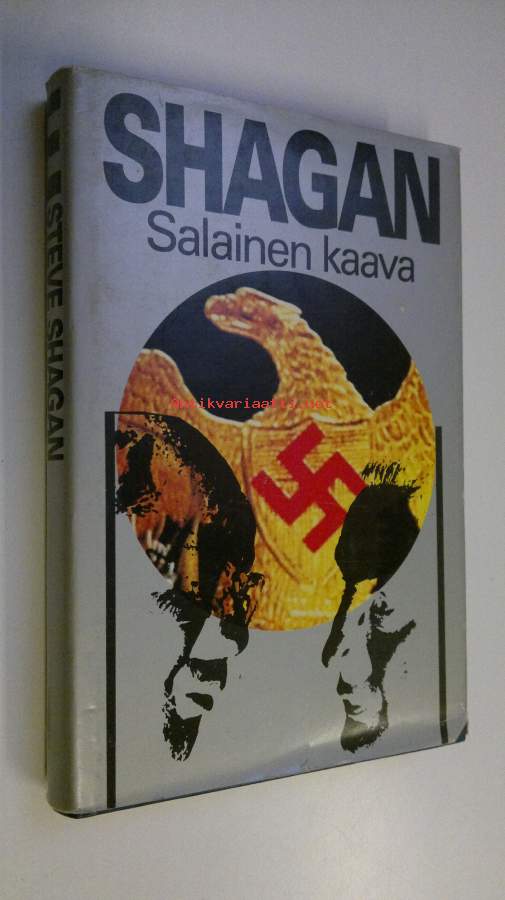 SHAGAN
Salainen kaava
STEVE SHAGAN
Antikvariaatti.net